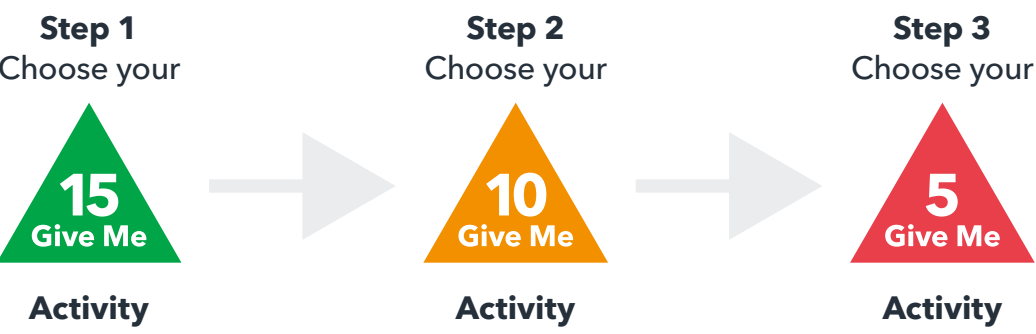 Step 1
Choose your
15
Give Me
Activity
Step 2
Choose your
10
Give Me
Activity
Step 3
Choose your
5
Give Me
Activity